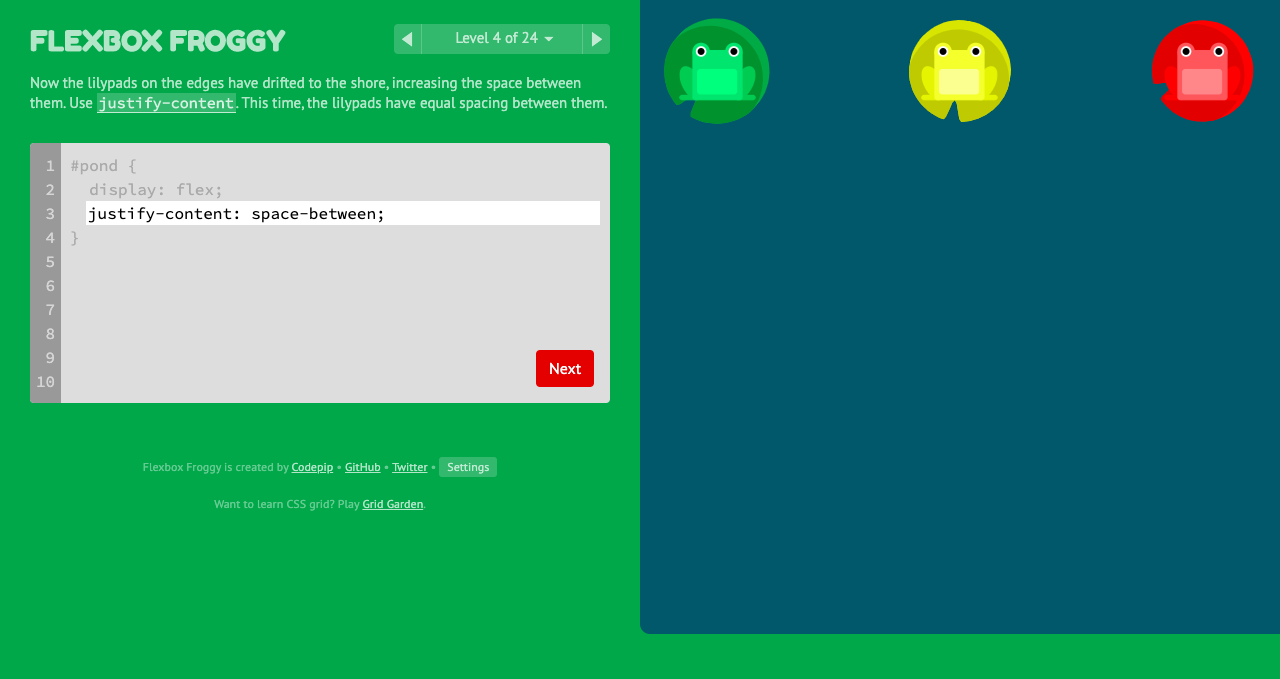 FLEXBOX FROGGY
Level 4 of 24
Now the lilypads on the edges have drifted to the shore, increasing the space between
them. Use justify-content. This time, the lilypads have equal spacing between them.
1 #pond {
2 display: flex;
3 justify-content: space-between;
4 }
5
6
7
8
9
10
Next
Flexbox Froggy is created by Codepip • GitHub • Twitter • Settings
Want to learn CSS grid? Play Grid Garden.